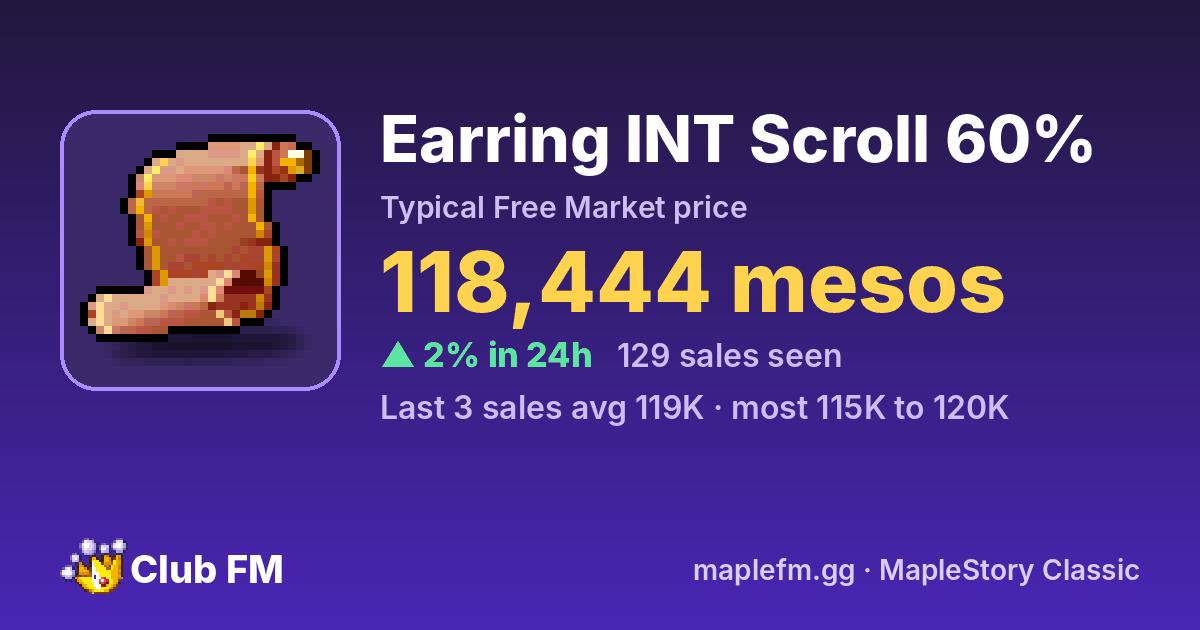 Earring INT Scroll 60%
Typical Free Market price
118,444 mesos
▲ 2% in 24h 129 sales seen
Last 3 sales avg 119K · most 115K to 120K
Club FM
maplefm.gg · MapleStory Classic